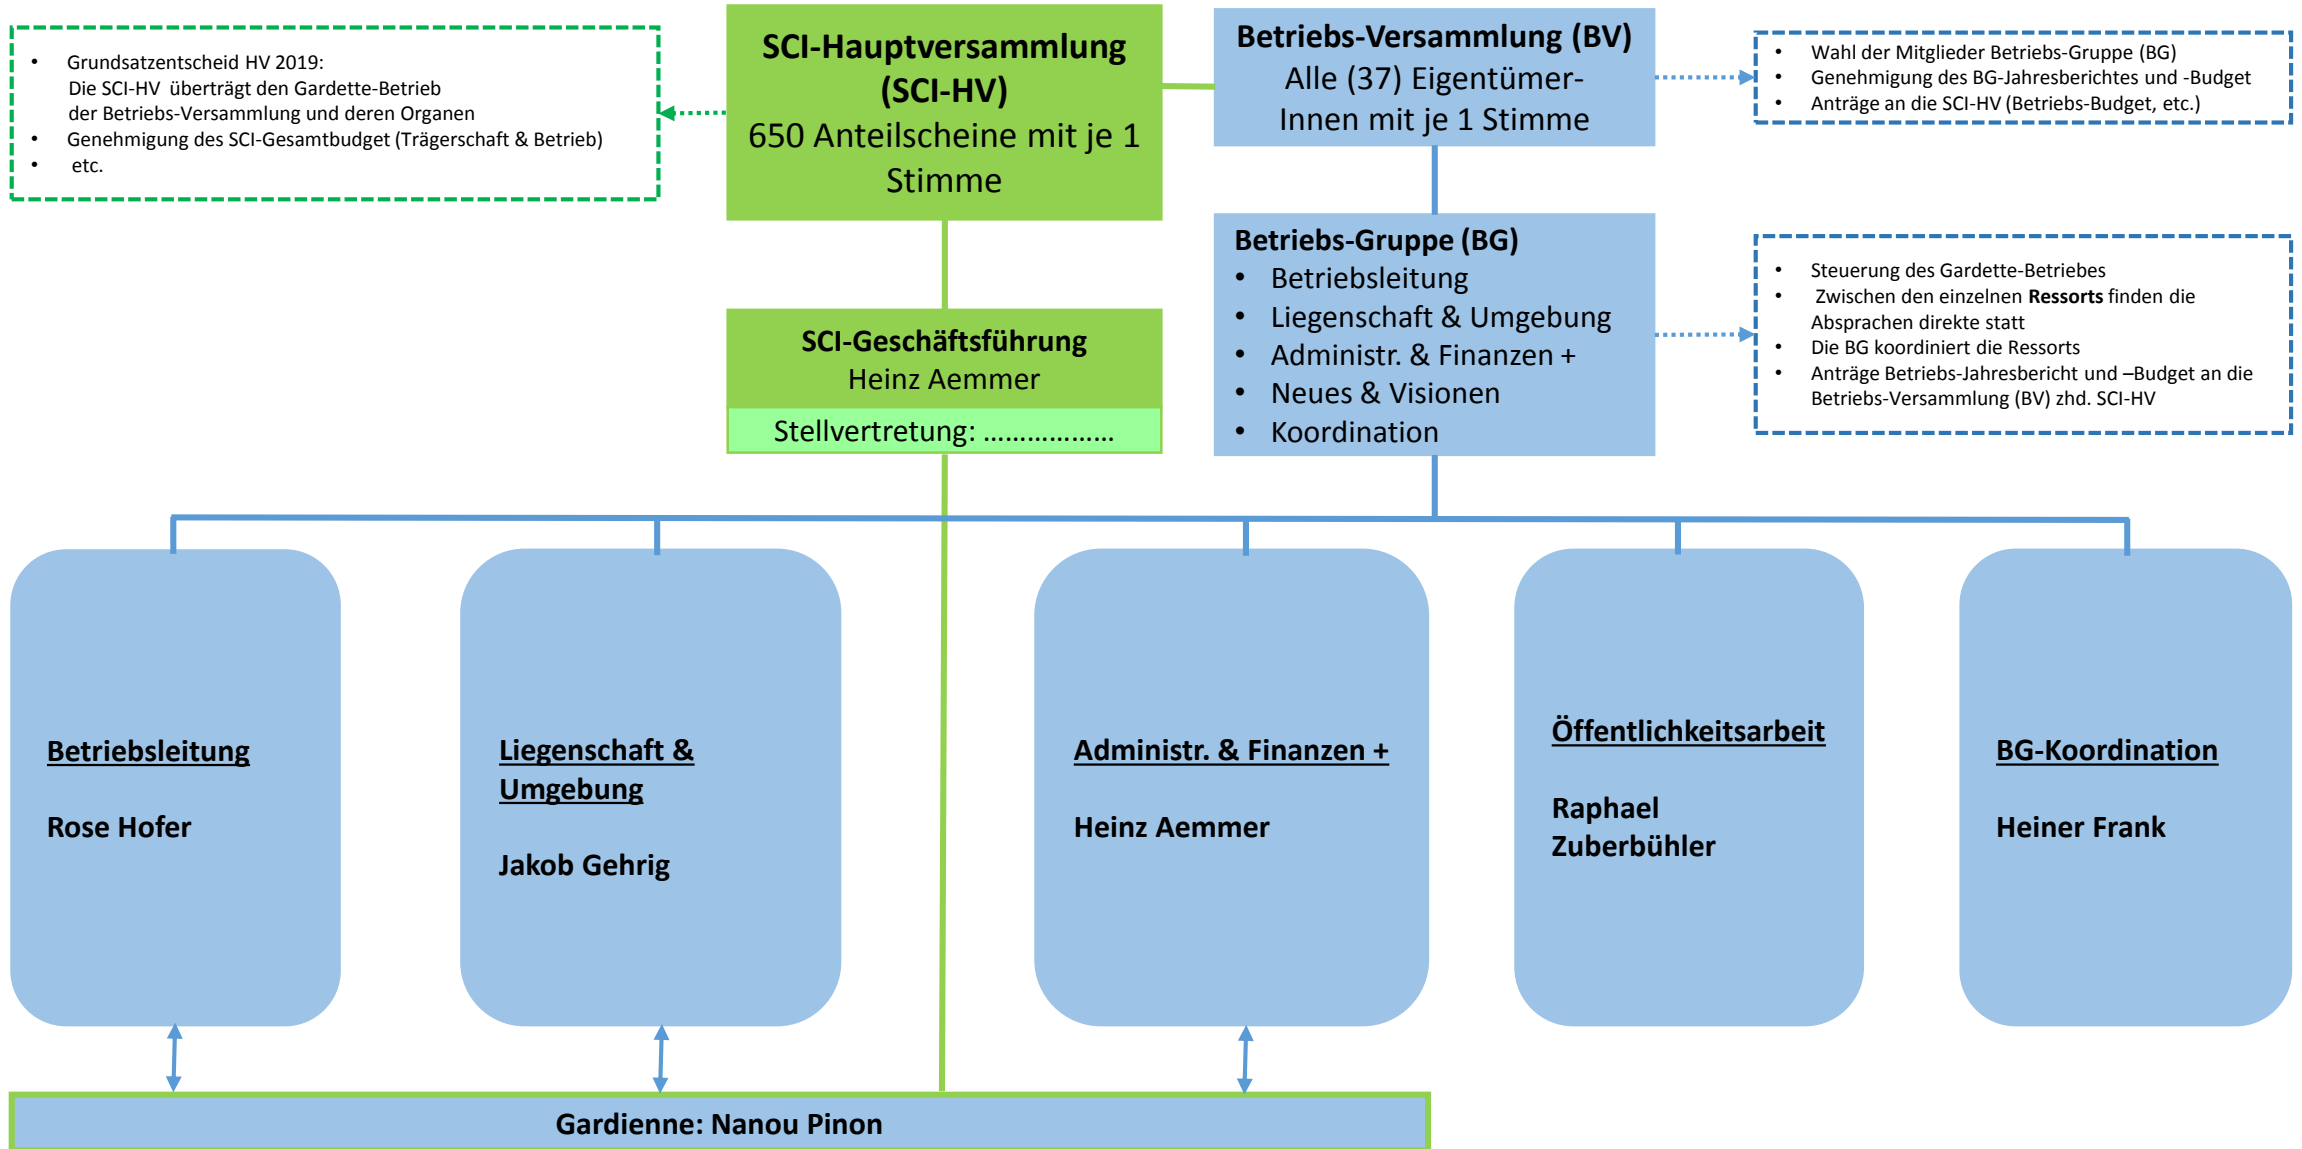 • Grundsatzentscheid HV 2019:
Die SCI-HV überträgt den Gardette-Betrieb
der Betriebs-Versammlung und deren Organen
• Genehmigung des SCI-Gesamtbudget (Trägerschaft & Betrieb)
• etc.
SCI-Hauptversammlung
(SCI-HV)
650 Anteilscheine mit je 1
Stimme
Betriebs-Versammlung (BV)
Alle (37) Eigentümer-
Innen mit je 1 Stimme
• Wahl der Mitglieder Betriebs-Gruppe (BG)
• Genehmigung des BG-Jahresberichtes und -Budget
• Anträge an die SCI-HV (Betriebs-Budget, etc.)
SCI-Geschäftsführung
Heinz Aemmer
Stellvertretung: ………………
Betriebs-Gruppe (BG)
• Betriebsleitung
• Liegenschaft & Umgebung
• Administr. & Finanzen +
• Neues & Visionen
• Koordination
• Steuerung des Gardette-Betriebes
• Zwischen den einzelnen Ressorts finden die
Absprachen direkte statt
• Die BG koordiniert die Ressorts
• Anträge Betriebs-Jahresbericht und –Budget an die
Betriebs-Versammlung (BV) zhd. SCI-HV
Betriebsleitung
Rose Hofer
Liegenschaft &
Umgebung
Jakob Gehrig
Administr. & Finanzen +
Heinz Aemmer
Öffentlichkeitsarbeit
Raphael
Zuberbühler
BG-Koordination
Heiner Frank
Gardienne: Nanou Pinon